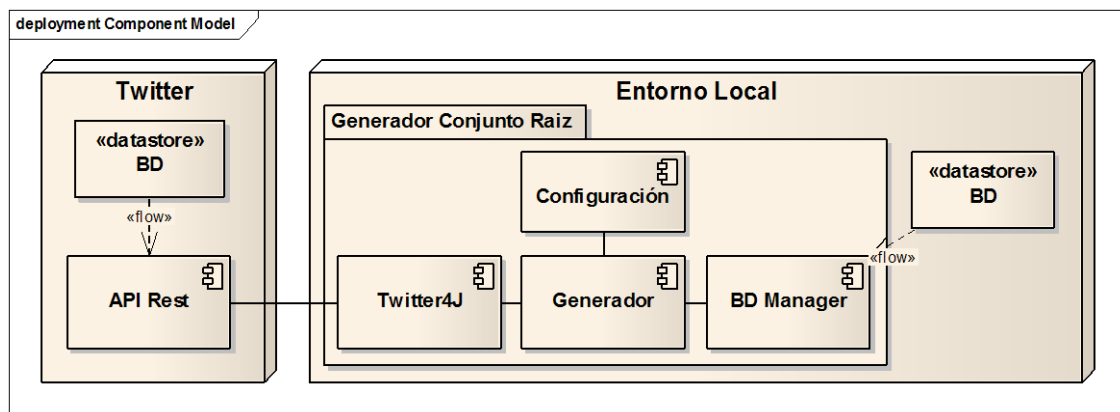 deployment Component Model
Twitter
«datastore»
BD
«flow»
API Rest
Entorno Local
Generador Conjunto Raiz
Configuración
Twitter4J
Generador
BD Manager
«datastore»
BD
«flow»